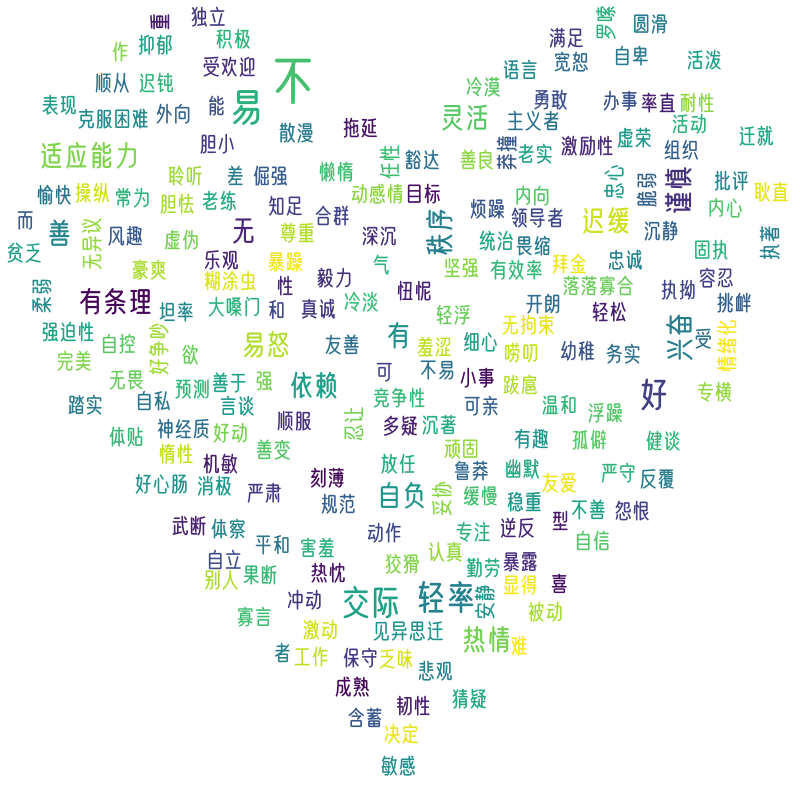 重
独立
罗嗦
圆滑
作
抑郁
积极
满足
受欢迎
宽恕
自卑
语言
活泼
不
顺从
迟钝
冷漠
易
表现
克服困难
外向
能
勇敢
办事
率直
耐性
灵活
主义者
散漫
拖延
活动
迁就
胆小
莽撞
激励性
虚荣
组织
适应能力
任性
豁达
善良
老实
聆听
差
倔强
懒惰
忠心
脆弱
谨慎
批评
愉快
操纵
常为
动感情
目标
内向
耿直
胆怯
老练
知足
合群
烦躁
领导者
迟缓
内心
而
善
无异议
风趣
虚伪
无
尊重
深沉
秩序
统治
畏缩
沉静
固执
执著
贫乏
乐观
忠诚
豪爽
暴躁
气
坚强
有效率
拜金
糊涂虫
性
毅力
忸怩
落落寡合
执拗
容忍
柔弱
有条理
坦率
大嗓门
和
真诚
冷淡
轻浮
开朗
轻松
挑衅
强迫性
自控
好争吵
易怒
友善
有
羞涩
细心
无拘束
唠叨
兴奋
受
情绪化
完美
欲
可
不易
幼稚
务实
无畏
预测
善于
强
依赖
小事
跋扈
好
专横
踏实
自私
言谈
竞争性
可亲
温和
浮躁
体贴
神经质
好动
顺服
忍让
多疑
沉著
惰性
善变
顽固
有趣
孤僻
健谈
机敏
放任
鲁莽
幽默
好心肠
消极
严肃
刻薄
自负
妥协
缓慢
友爱
严守
反覆
规范
稳重
不善
怨恨
武断
体察
动作
专注
逆反
型
自信
平和
害羞
认真
自立
狡猾
勤劳
暴露
别人
果断
热忱
显得
喜
冲动
交际
轻率
安静
寡言
被动
激动
见异思迁
热情
难
者
工作
保守
乏味
悲观
成熟
韧性
猜疑
含蓄
决定
敏感